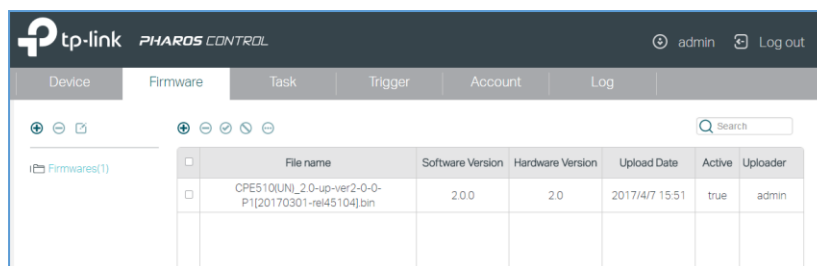 tp-link PHAROS CONTROL admin Log out
Device Firmware Task Trigger Account Log
Search
Firmwares(1)
File name Software Version Hardware Version Upload Date Active Uploader
CPE510(UN)_2.0-up-ver2-0-0-
P1[20170301-rel45104].bin
2.0.0 2.0 2017/4/7 15:51 true admin